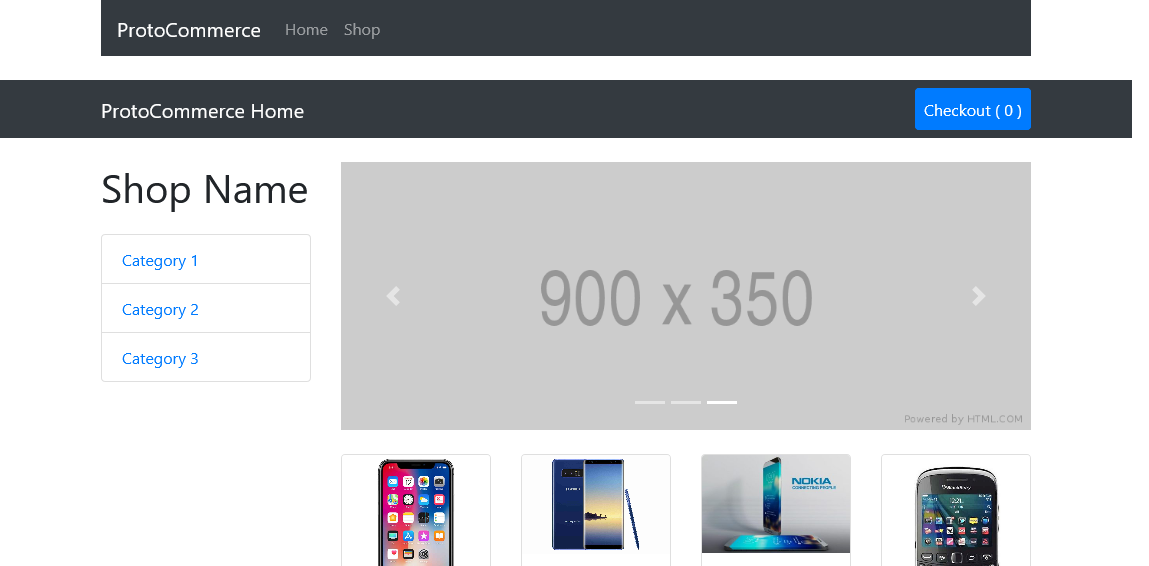 ProtoCommerce Home Shop
ProtoCommerce Home
Checkout ( 0 )
Shop Name
Category 1
Category 2
Category 3
900 x 350
Powered by HTML.COM
NOKIA
CONNECTING PEOPLE
BlackBerry